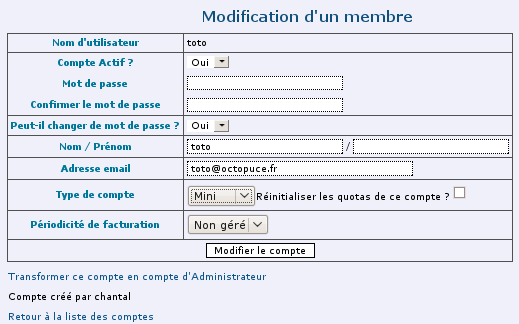 Modification d'un membre
Nom d'utilisateur toto
Compte Actif ? Oui
Mot de passe
Confirmer le mot de passe
Peut-il changer de mot de passe ? Oui
Nom / Prénom toto /
Adresse email toto@octopuce.fr
Type de compte Mini Réinitialiser les quotas de ce compte ?
Périodicité de facturation Non géré
Modifier le compte
Transformer ce compte en compte d'Administrateur
Compte créé par chantal
Retour à la liste des comptes